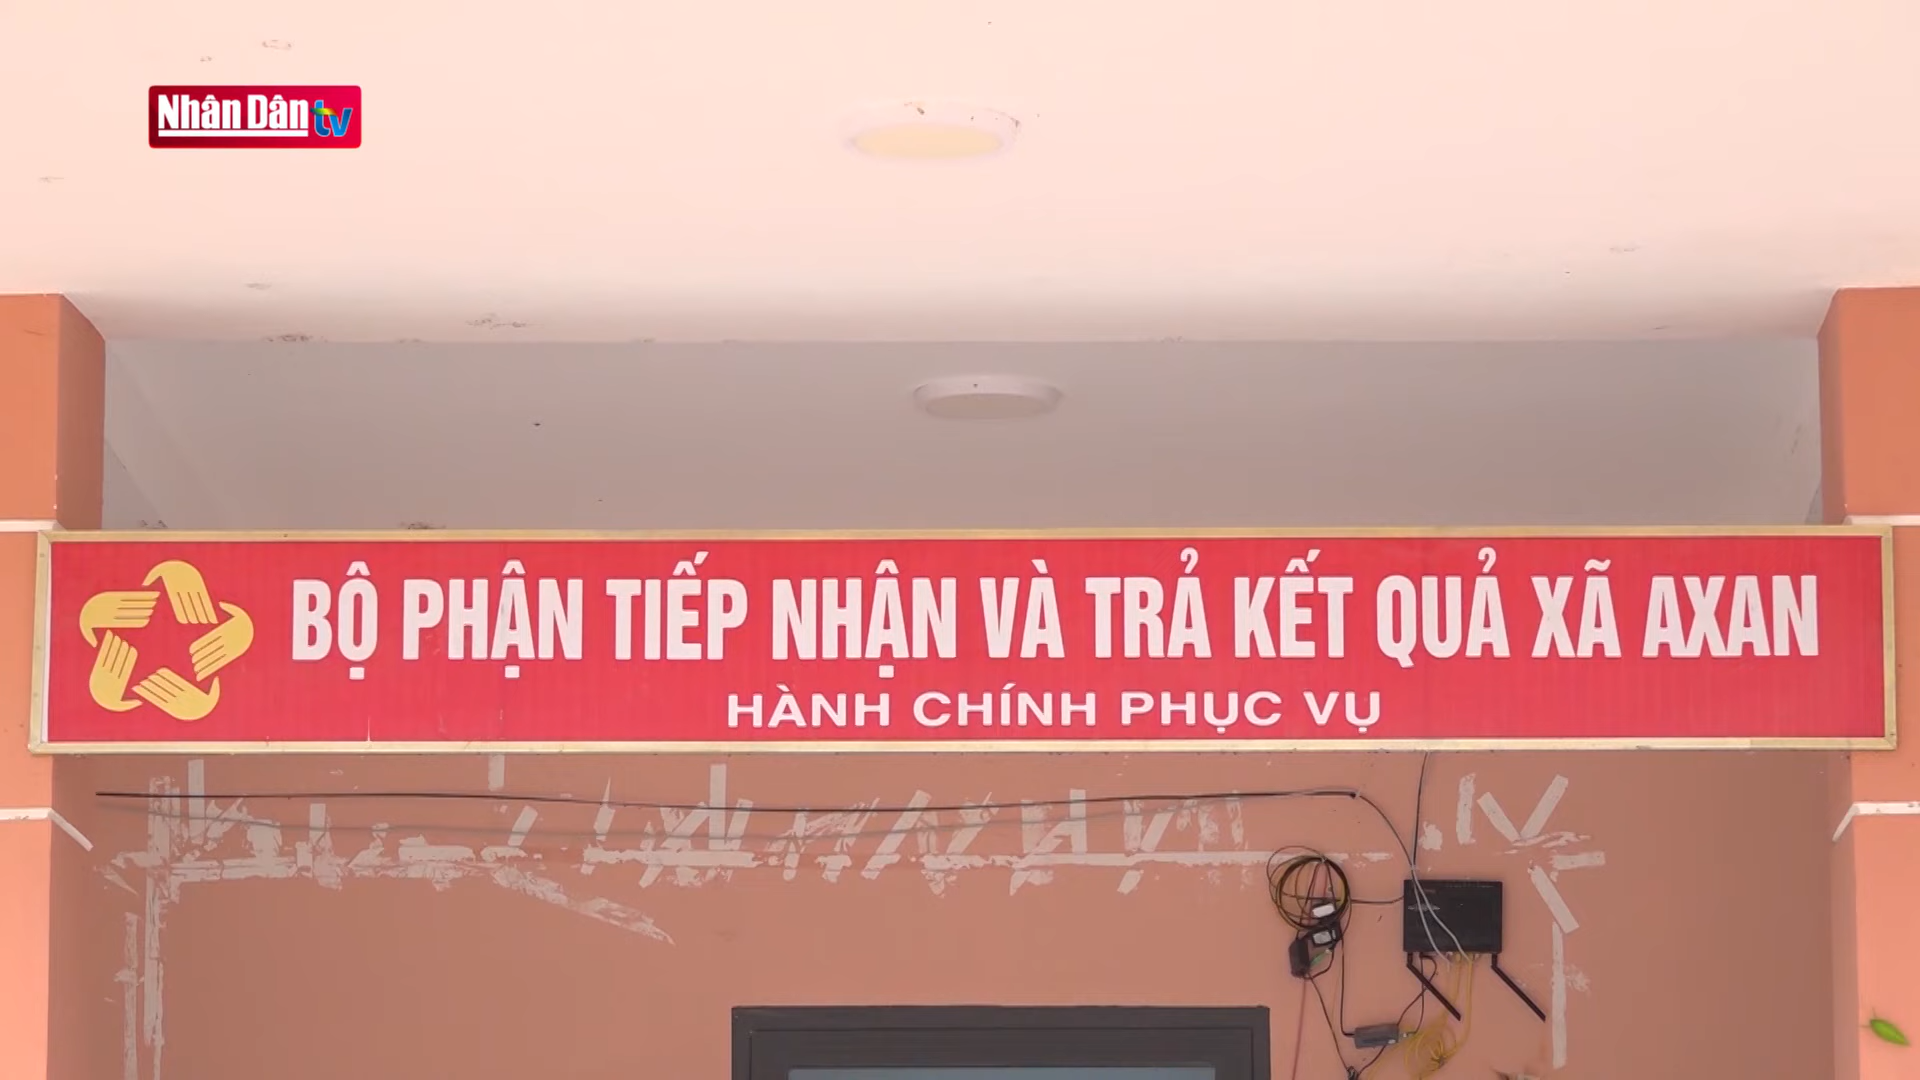 Nhân Dân tv
BỘ PHẬN TIẾP NHẬN VÀ TRẢ KẾT QUẢ XÃ AXAN
HÀNH CHÍNH PHỤC VỤ